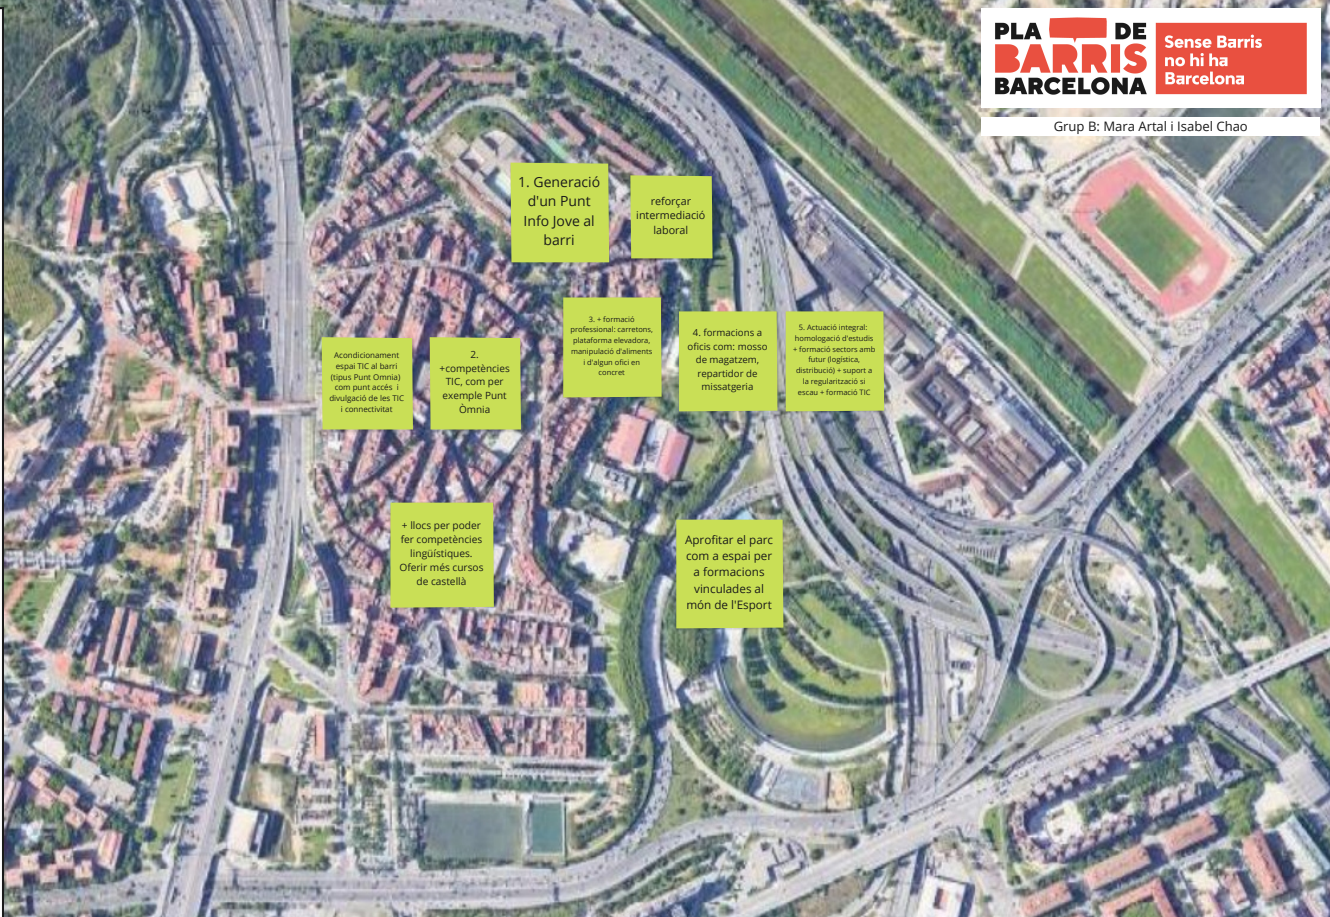 PLA DE
BARRIS
BARCELONA
Sense Barris
no hi ha
Barcelona
Grup B: Mara Artal i Isabel Chao
1. Generació
d'un Punt
Info Jove al
barri
reforçar
intermediació
laboral
3. + formació
professional: carretons,
plataforma elevadora,
manipulació d'aliments
i d'algun ofici en
concret
4. formacions a
oficis com: mosso
de magatzem,
repartidor de
missatgeria
5. Actuació integral:
homologació d'estudis
+ formació sectors amb
futur (logística,
distribució) + suport a
la regularització si
escau + formació TIC
Acondicionament
espai TIC al barri
(tipus Punt Omnia)
com punt accés i
divulgació de les TIC
i connectivitat
2.
+competències
TIC, com per
exemple Punt
Òmnia
+ llocs per poder
fer competències
lingüístiques.
Oferir més cursos
de castellà
Aprofitar el parc
com a espai per
a formacions
vinculades al
món de l'Esport